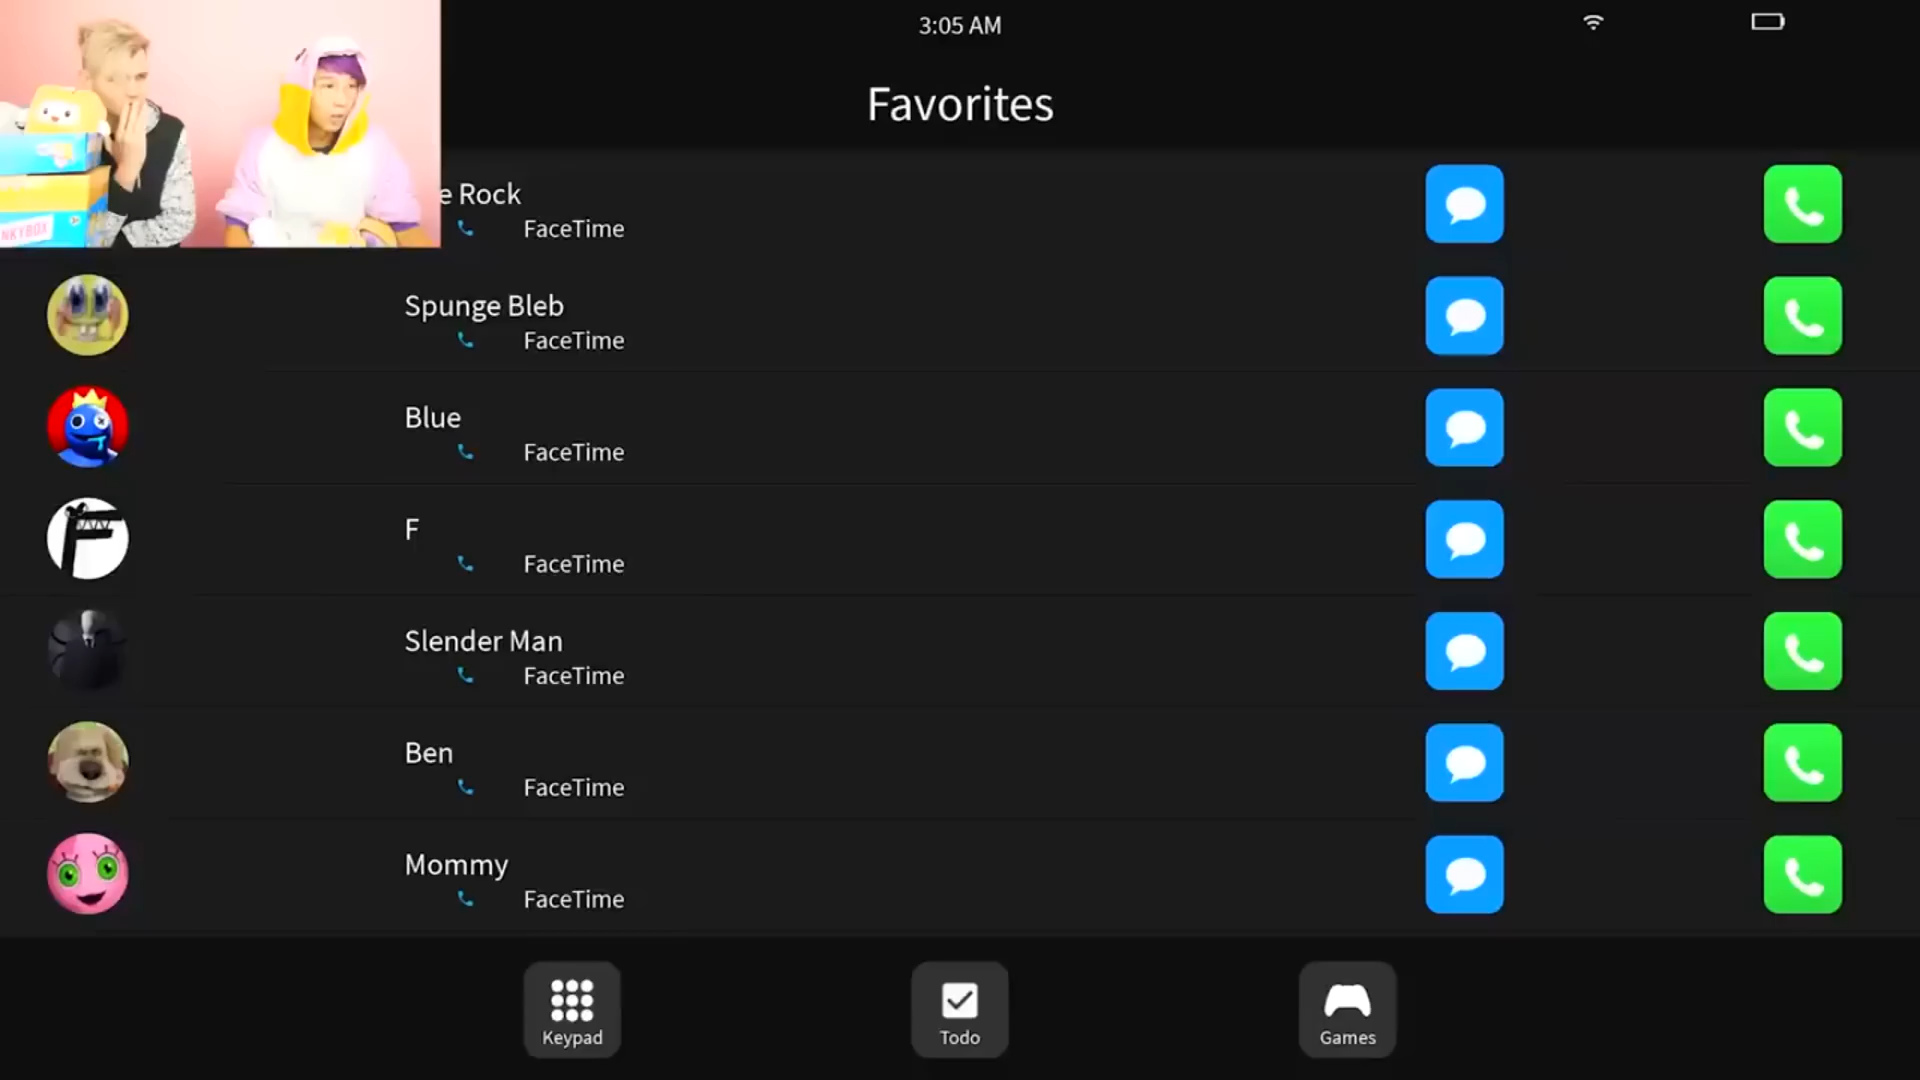 3:05 AM
Favorites
e Rock
FaceTime
Spunge Bleb
FaceTime
Blue
FaceTime
F
FaceTime
Slender Man
FaceTime
Ben
FaceTime
Mommy
FaceTime
Keypad
Todo
Games
NKYBOX